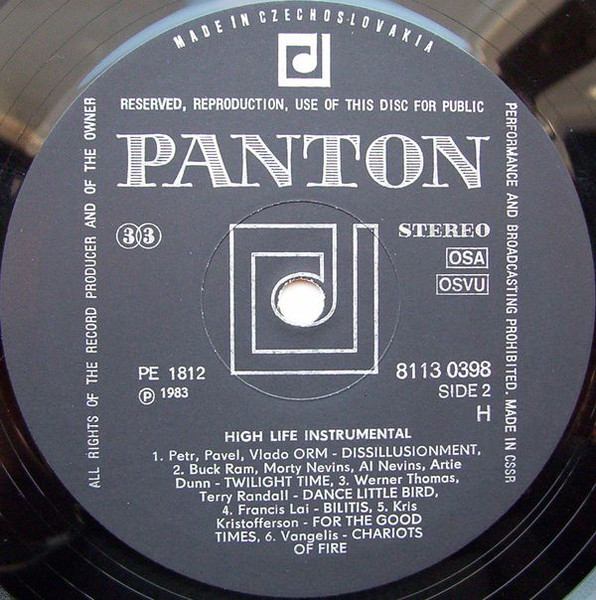 MADE IN CZECHOSLOVAKIA
RESERVED, REPRODUCTION, USE OF THIS DISC FOR PUBLIC
ALL RIGHTS OF THE RECORD PRODUCER AND OF THE OWNER
PERFORMANCE AND BROADCASTING PROHIBITED. MADE IN CSSR
PANTON
33
STEREO
OSA
OSVU
PE 1812
Ⓟ 1983
8113 0398
SIDE 2
H
HIGH LIFE INSTRUMENTAL
1. Petr, Pavel, Vlado ORM - DISSILLUSIONMENT,
2. Buck Ram, Morty Nevins, Al Nevins, Artie
Dunn - TWILIGHT TIME, 3. Werner Thomas,
Terry Randall - DANCE LITTLE BIRD,
4. Francis Lai - BILITIS, 5. Kris
Kristofferson - FOR THE GOOD
TIMES, 6. Vangelis - CHARIOTS
OF FIRE